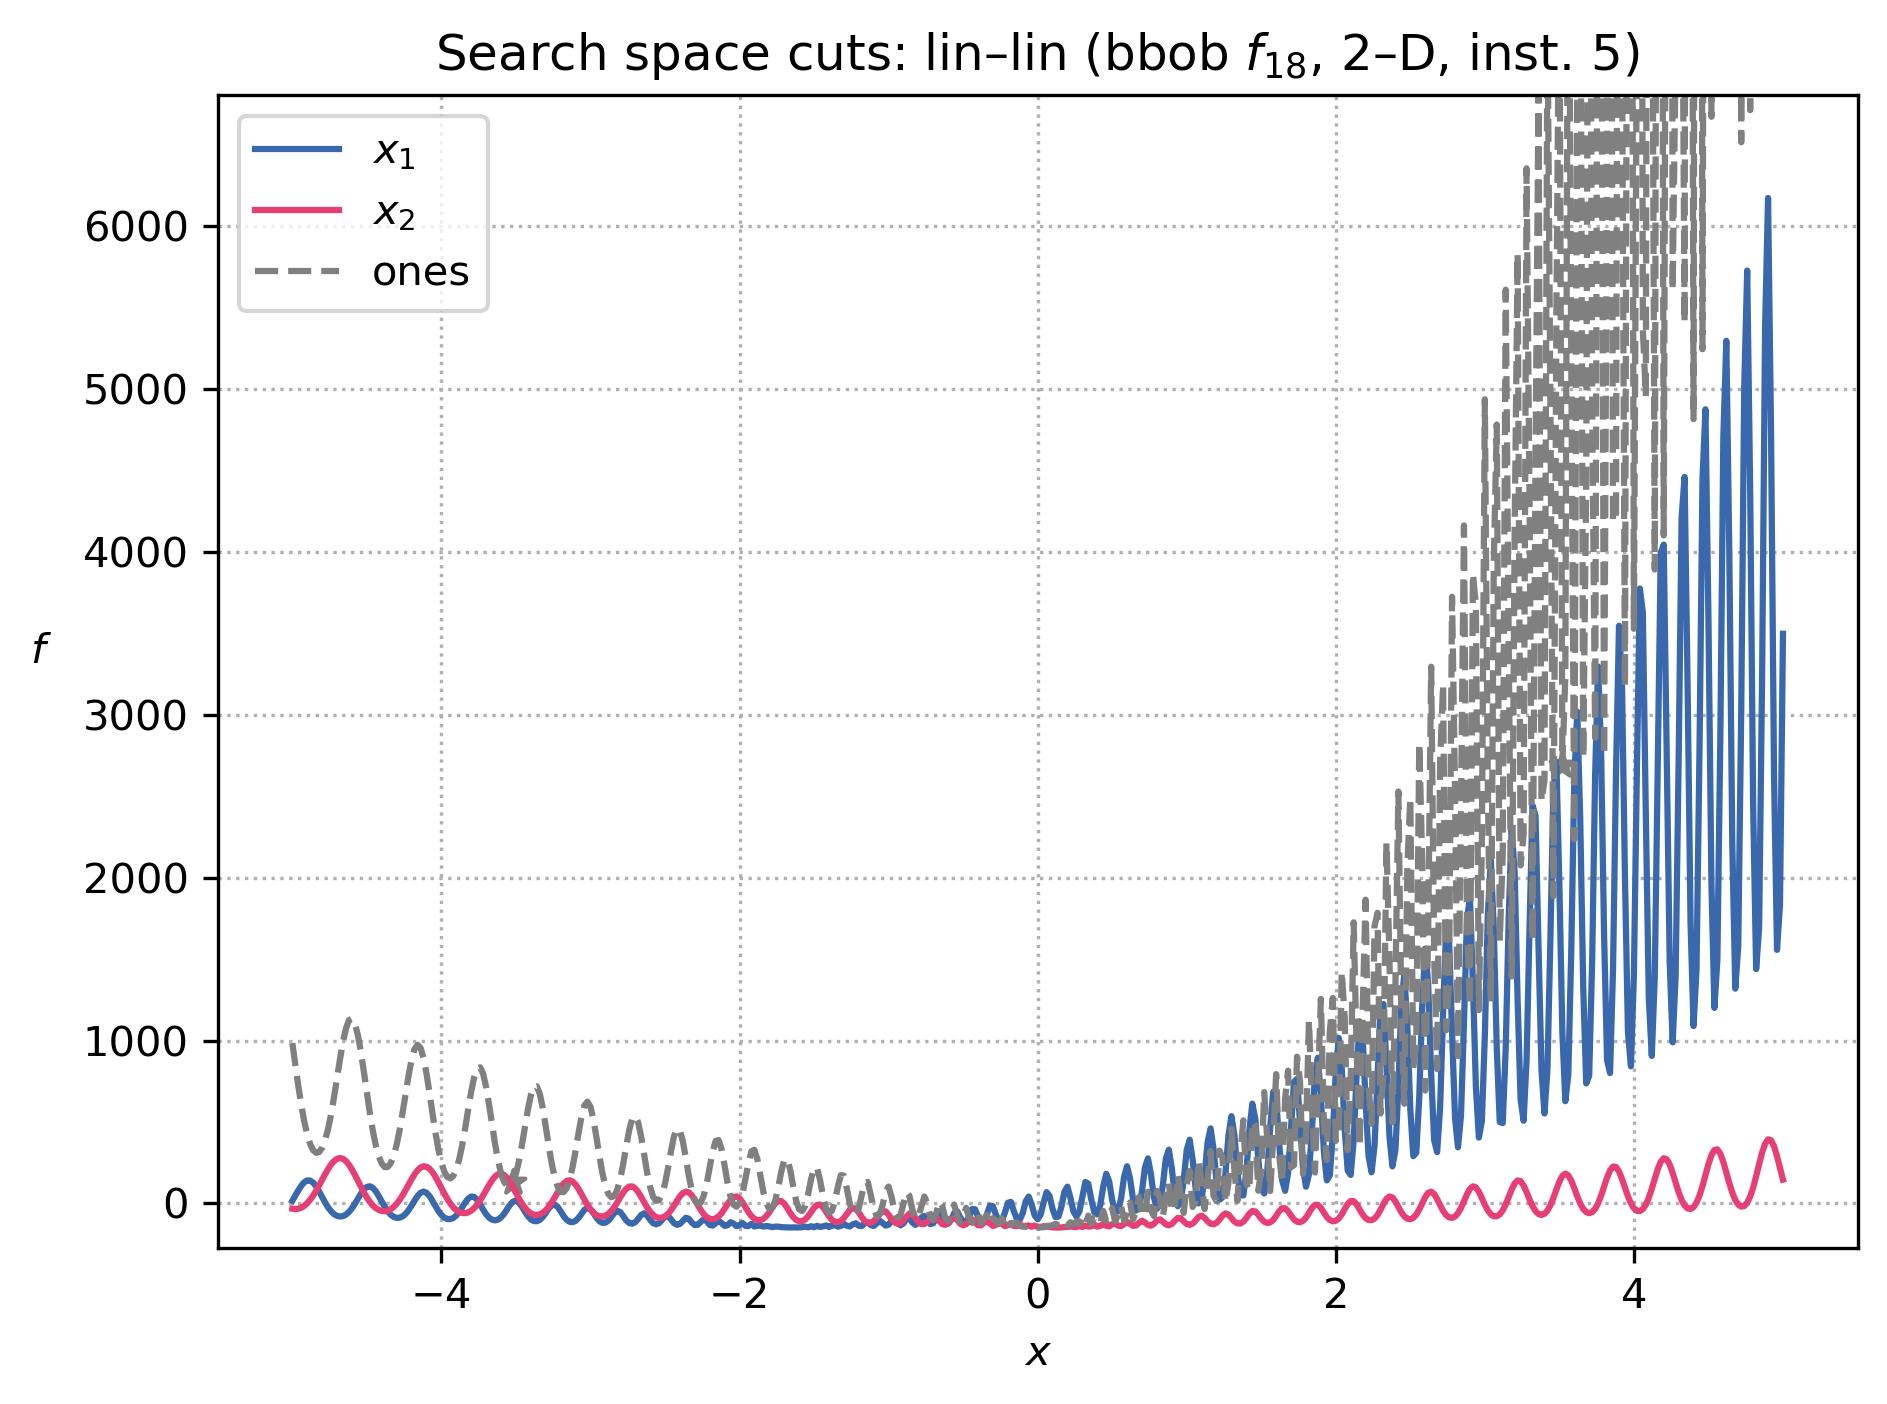 Search space cuts: lin–lin (bbob f18, 2–D, inst. 5)
x1
x2
ones
6000
5000
4000
3000
2000
1000
0
f
−4 −2 0 2 4
x